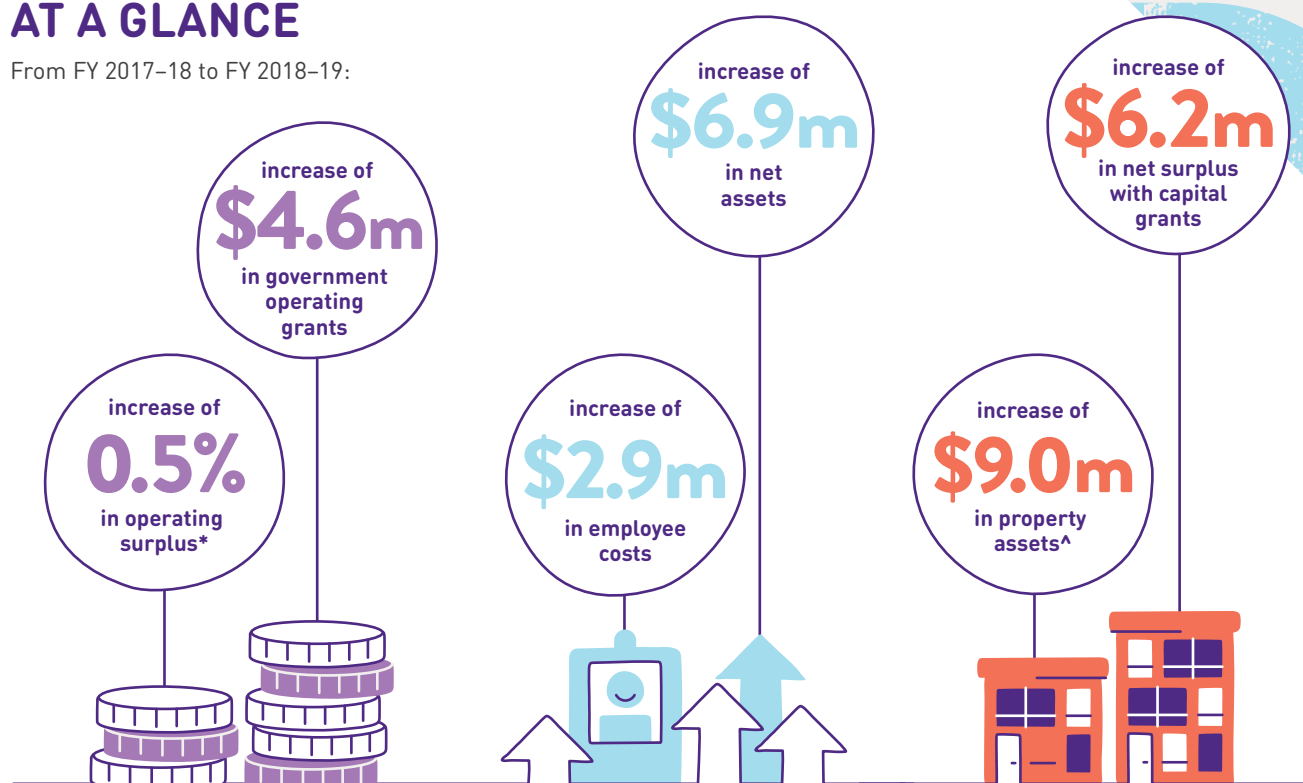 AT A GLANCE
From FY 2017–18 to FY 2018–19:
increase of
0.5%
in operating
surplus*
increase of
$4.6m
in government
operating
grants
increase of
$2.9m
in employee
costs
increase of
$6.9m
in net
assets
increase of
$9.0m
in property
assets^
increase of
$6.2m
in net surplus
with capital
grants